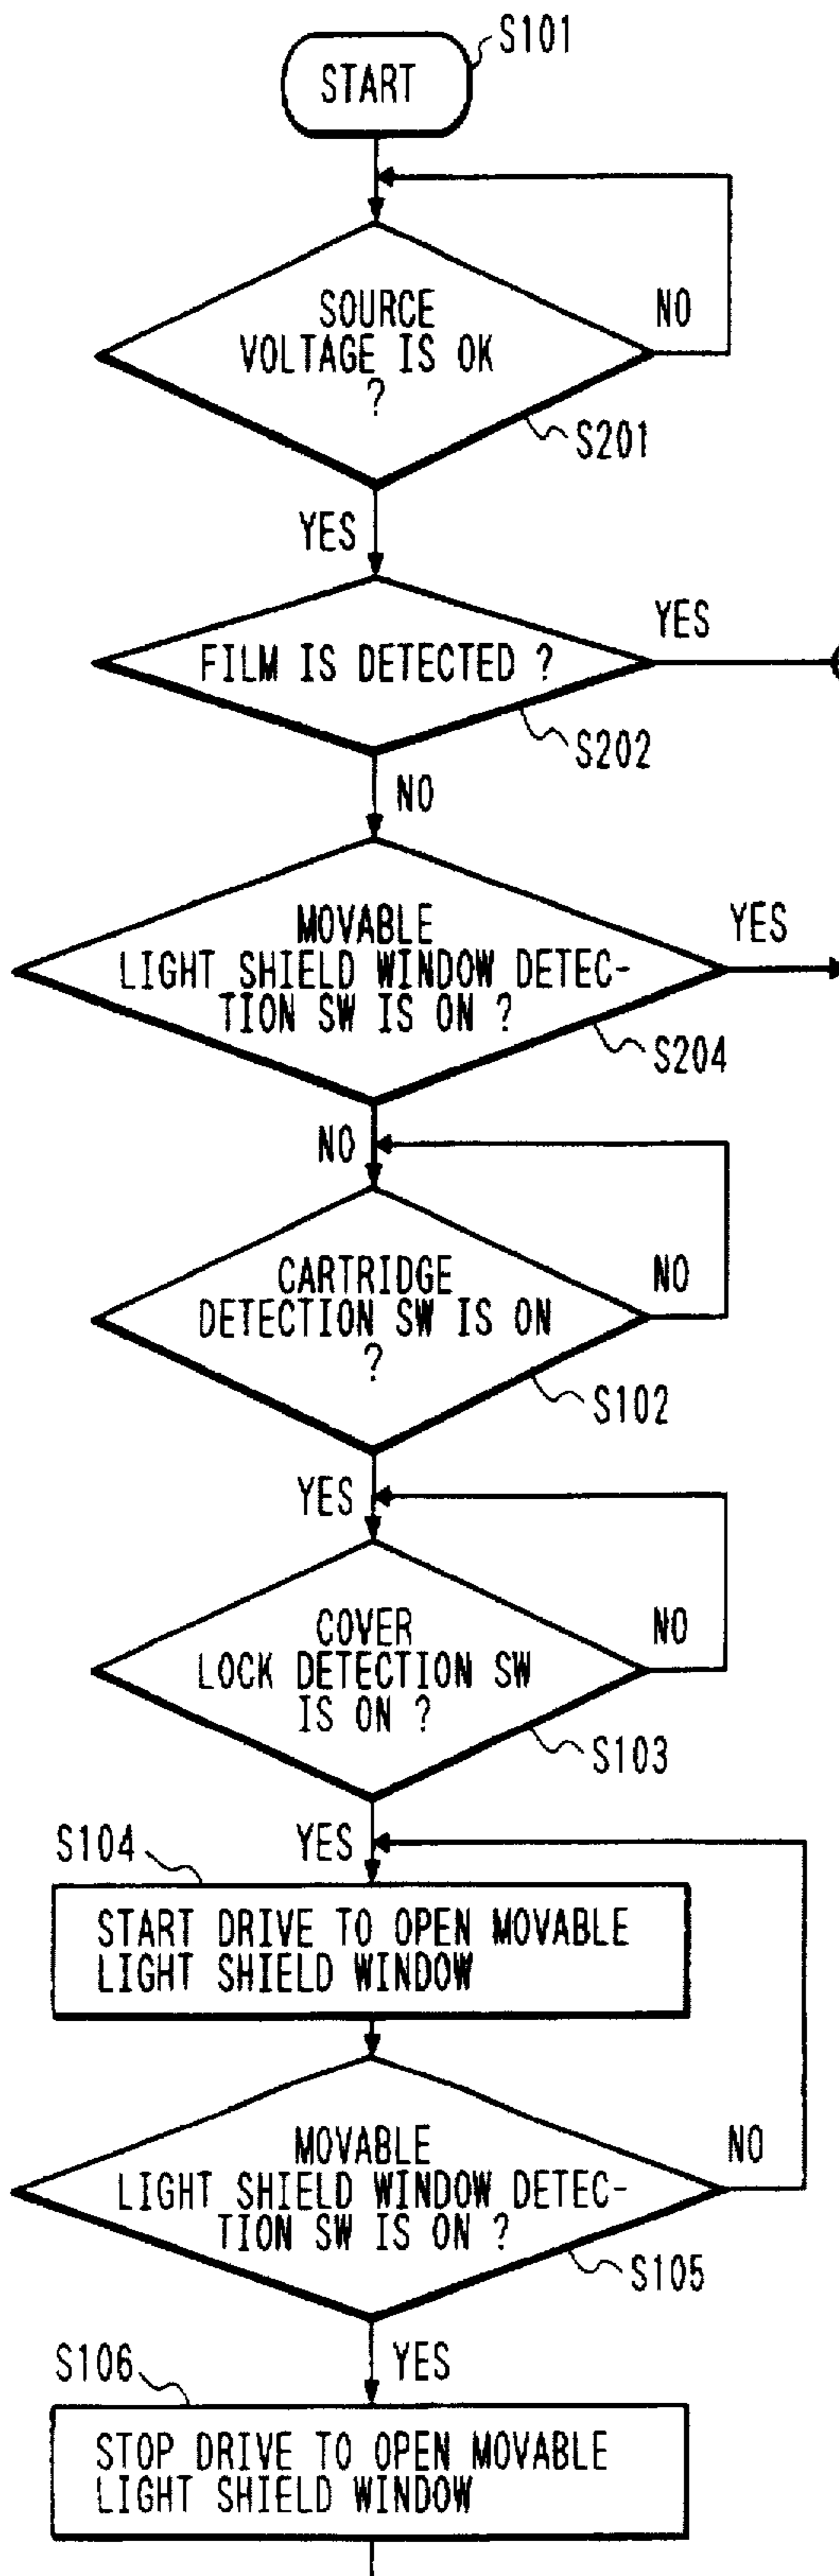 S101
START
NO
SOURCE
VOLTAGE IS OK
?
S201
YES
YES
FILM IS DETECTED ?
S202
NO
YES
MOVABLE
LIGHT SHIELD WINDOW DETEC-
TION SW IS ON ?
S204
NO
NO
CARTRIDGE
DETECTION SW IS ON
?
S102
YES
NO
COVER
LOCK DETECTION SW
IS ON ?
S103
S104
YES
START DRIVE TO OPEN MOVABLE
LIGHT SHIELD WINDOW
NO
MOVABLE
LIGHT SHIELD WINDOW DETEC-
TION SW IS ON ?
S105
S106
YES
STOP DRIVE TO OPEN MOVABLE
LIGHT SHIELD WINDOW